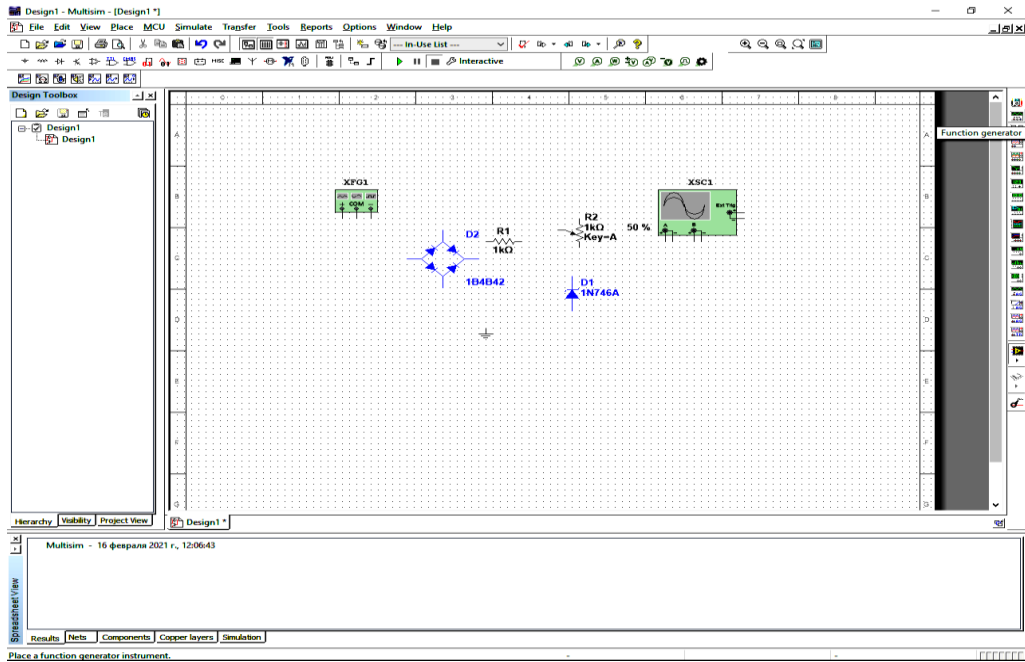 Design1 - Multisim - [Design1 *]
File Edit View Place MCU Simulate Transfer Tools Reports Options Window Help
--- In-Use List ---
Interactive
Design Toolbox
Design1
Design1
Function generator
XFG1
COM
XSC1
Ext Trig
A B
R2
1kΩ
Key=A
50 %
R1
1kΩ
D2
1B4B42
D1
1N746A
Hierarchy Visibility Project View
Design1 *
Multisim - 16 февраля 2021 г., 12:06:43
Spreadsheet View
Results Nets Components Copper layers Simulation
Place a function generator instrument.